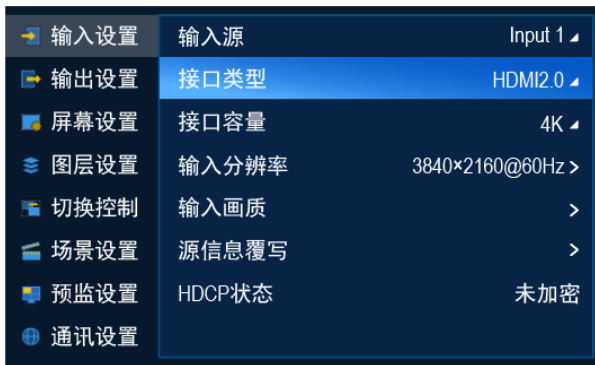 输入设置 输入源 Input 1
输出设置 接口类型 HDMI2.0
屏幕设置 接口容量 4K
图层设置 输入分辨率 3840×2160@60Hz >
切换控制 输入画质 >
场景设置 源信息覆写 >
预监设置 HDCP状态 未加密
通讯设置